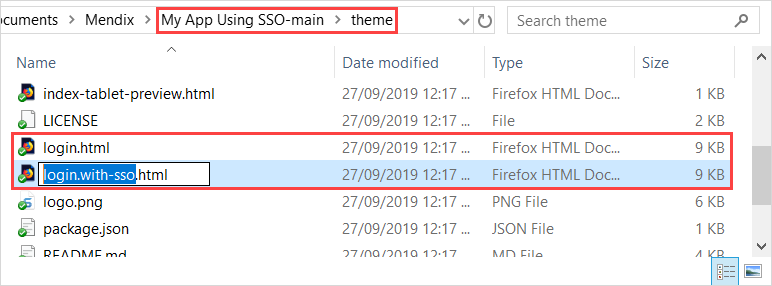 ocuments Mendix My App Using SSO-main theme Search theme
Name Date modified Type Size
index-tablet-preview.html 27/09/2019 12:17 ... Firefox HTML Doc... 1 KB
LICENSE 27/09/2019 12:17 ... File 2 KB
login.html 27/09/2019 12:17 ... Firefox HTML Doc... 9 KB
login.with-sso.html 27/09/2019 12:17 ... Firefox HTML Doc... 9 KB
logo.png 27/09/2019 12:17 ... PNG File 6 KB
package.json 27/09/2019 12:17 ... JSON File 2 KB
README.md 27/09/2019 12:17 ... MD File 4 KB